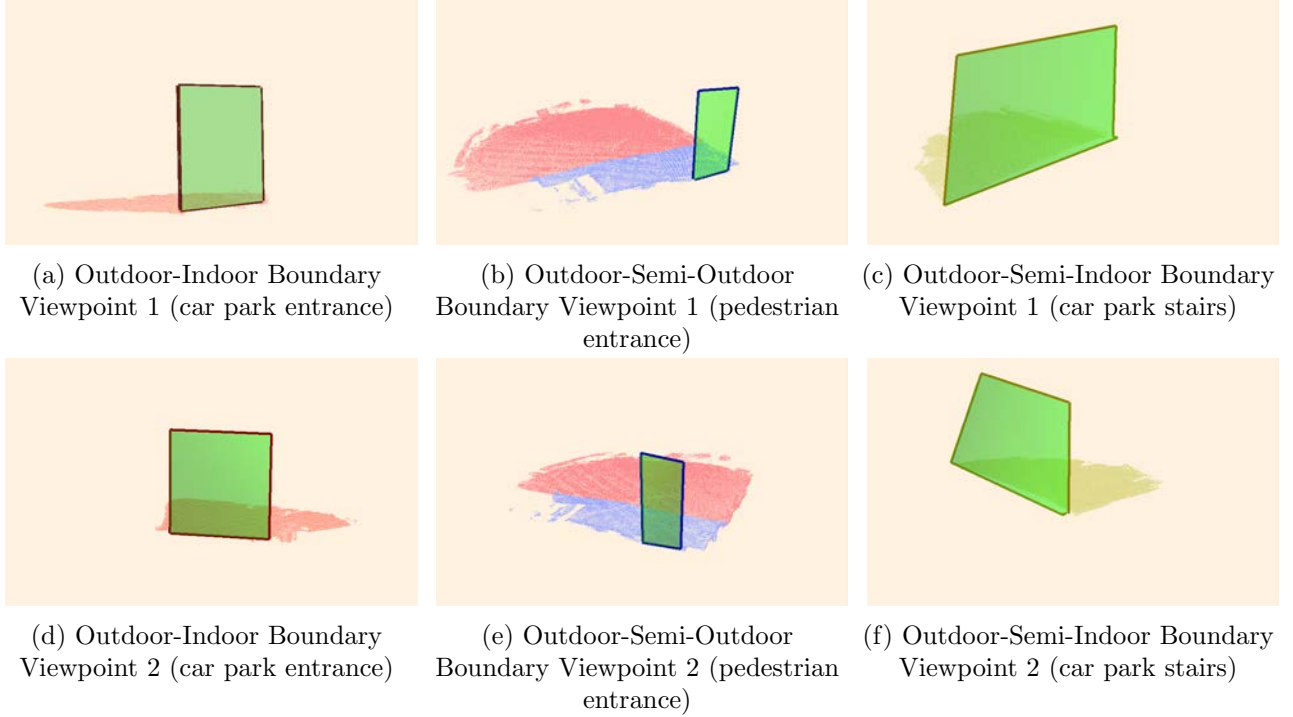 (a) Outdoor-Indoor Boundary
Viewpoint 1 (car park entrance)
(b) Outdoor-Semi-Outdoor
Boundary Viewpoint 1 (pedestrian
entrance)
(c) Outdoor-Semi-Indoor Boundary
Viewpoint 1 (car park stairs)
(d) Outdoor-Indoor Boundary
Viewpoint 2 (car park entrance)
(e) Outdoor-Semi-Outdoor
Boundary Viewpoint 2 (pedestrian
entrance)
(f) Outdoor-Semi-Indoor Boundary
Viewpoint 2 (car park stairs)